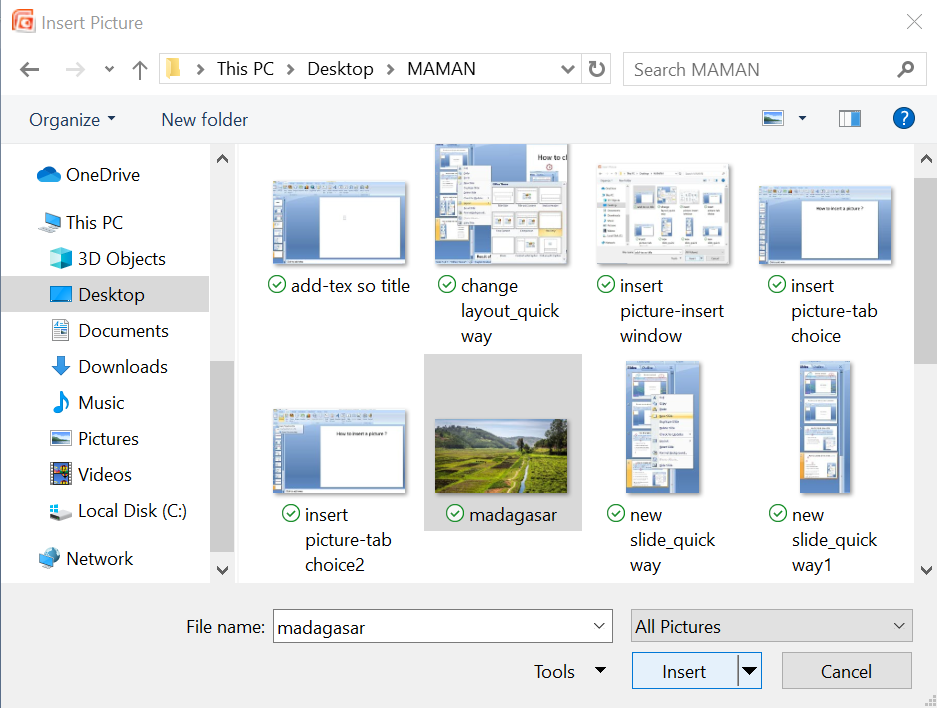 Insert Picture
This PC > Desktop > MAMAN
Search MAMAN
Organize
New folder
OneDrive
This PC
3D Objects
Desktop
Documents
Downloads
Music
Pictures
Videos
Local Disk (C:)
Network
add-tex so title
change
layout_quick
way
insert
picture-insert
window
insert
picture-tab
choice
How to insert a picture ?
insert
picture-tab
choice2
How to insert a picture ?
madagasar
new
slide_quick
way
new
slide_quick
way1
File name: madagasar
All Pictures
Tools
Insert
Cancel